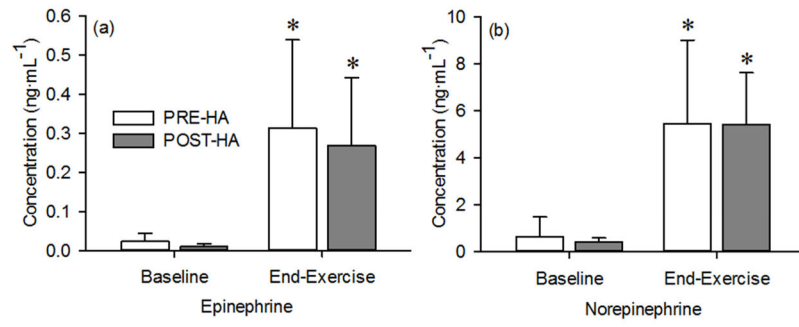 (a)
Concentration (ng·mL⁻¹)
0.6
0.5
0.4
0.3
0.2
0.1
0.0
*
*
PRE-HA
POST-HA
Baseline
End-Exercise
Epinephrine
(b)
Concentration (ng·mL⁻¹)
10
8
6
4
2
0
*
*
Baseline
End-Exercise
Norepinephrine